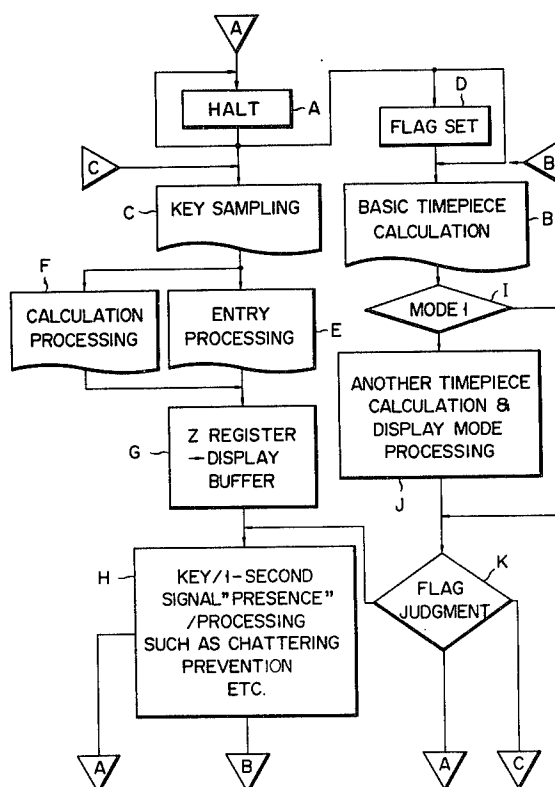 A
D
HALT
A
FLAG SET
C
B
C
KEY SAMPLING
BASIC TIMEPIECE
CALCULATION
B
F
I
MODE 1
CALCULATION
PROCESSING
ENTRY
PROCESSING
E
ANOTHER TIMEPIECE
CALCULATION &
DISPLAY MODE
PROCESSING
G
Z REGISTER
→DISPLAY
BUFFER
J
K
H
KEY/1-SECOND
SIGNAL"PRESENCE"
/PROCESSING
SUCH AS CHATTERING
PREVENTION
ETC.
FLAG
JUDGMENT
A
B
A
C